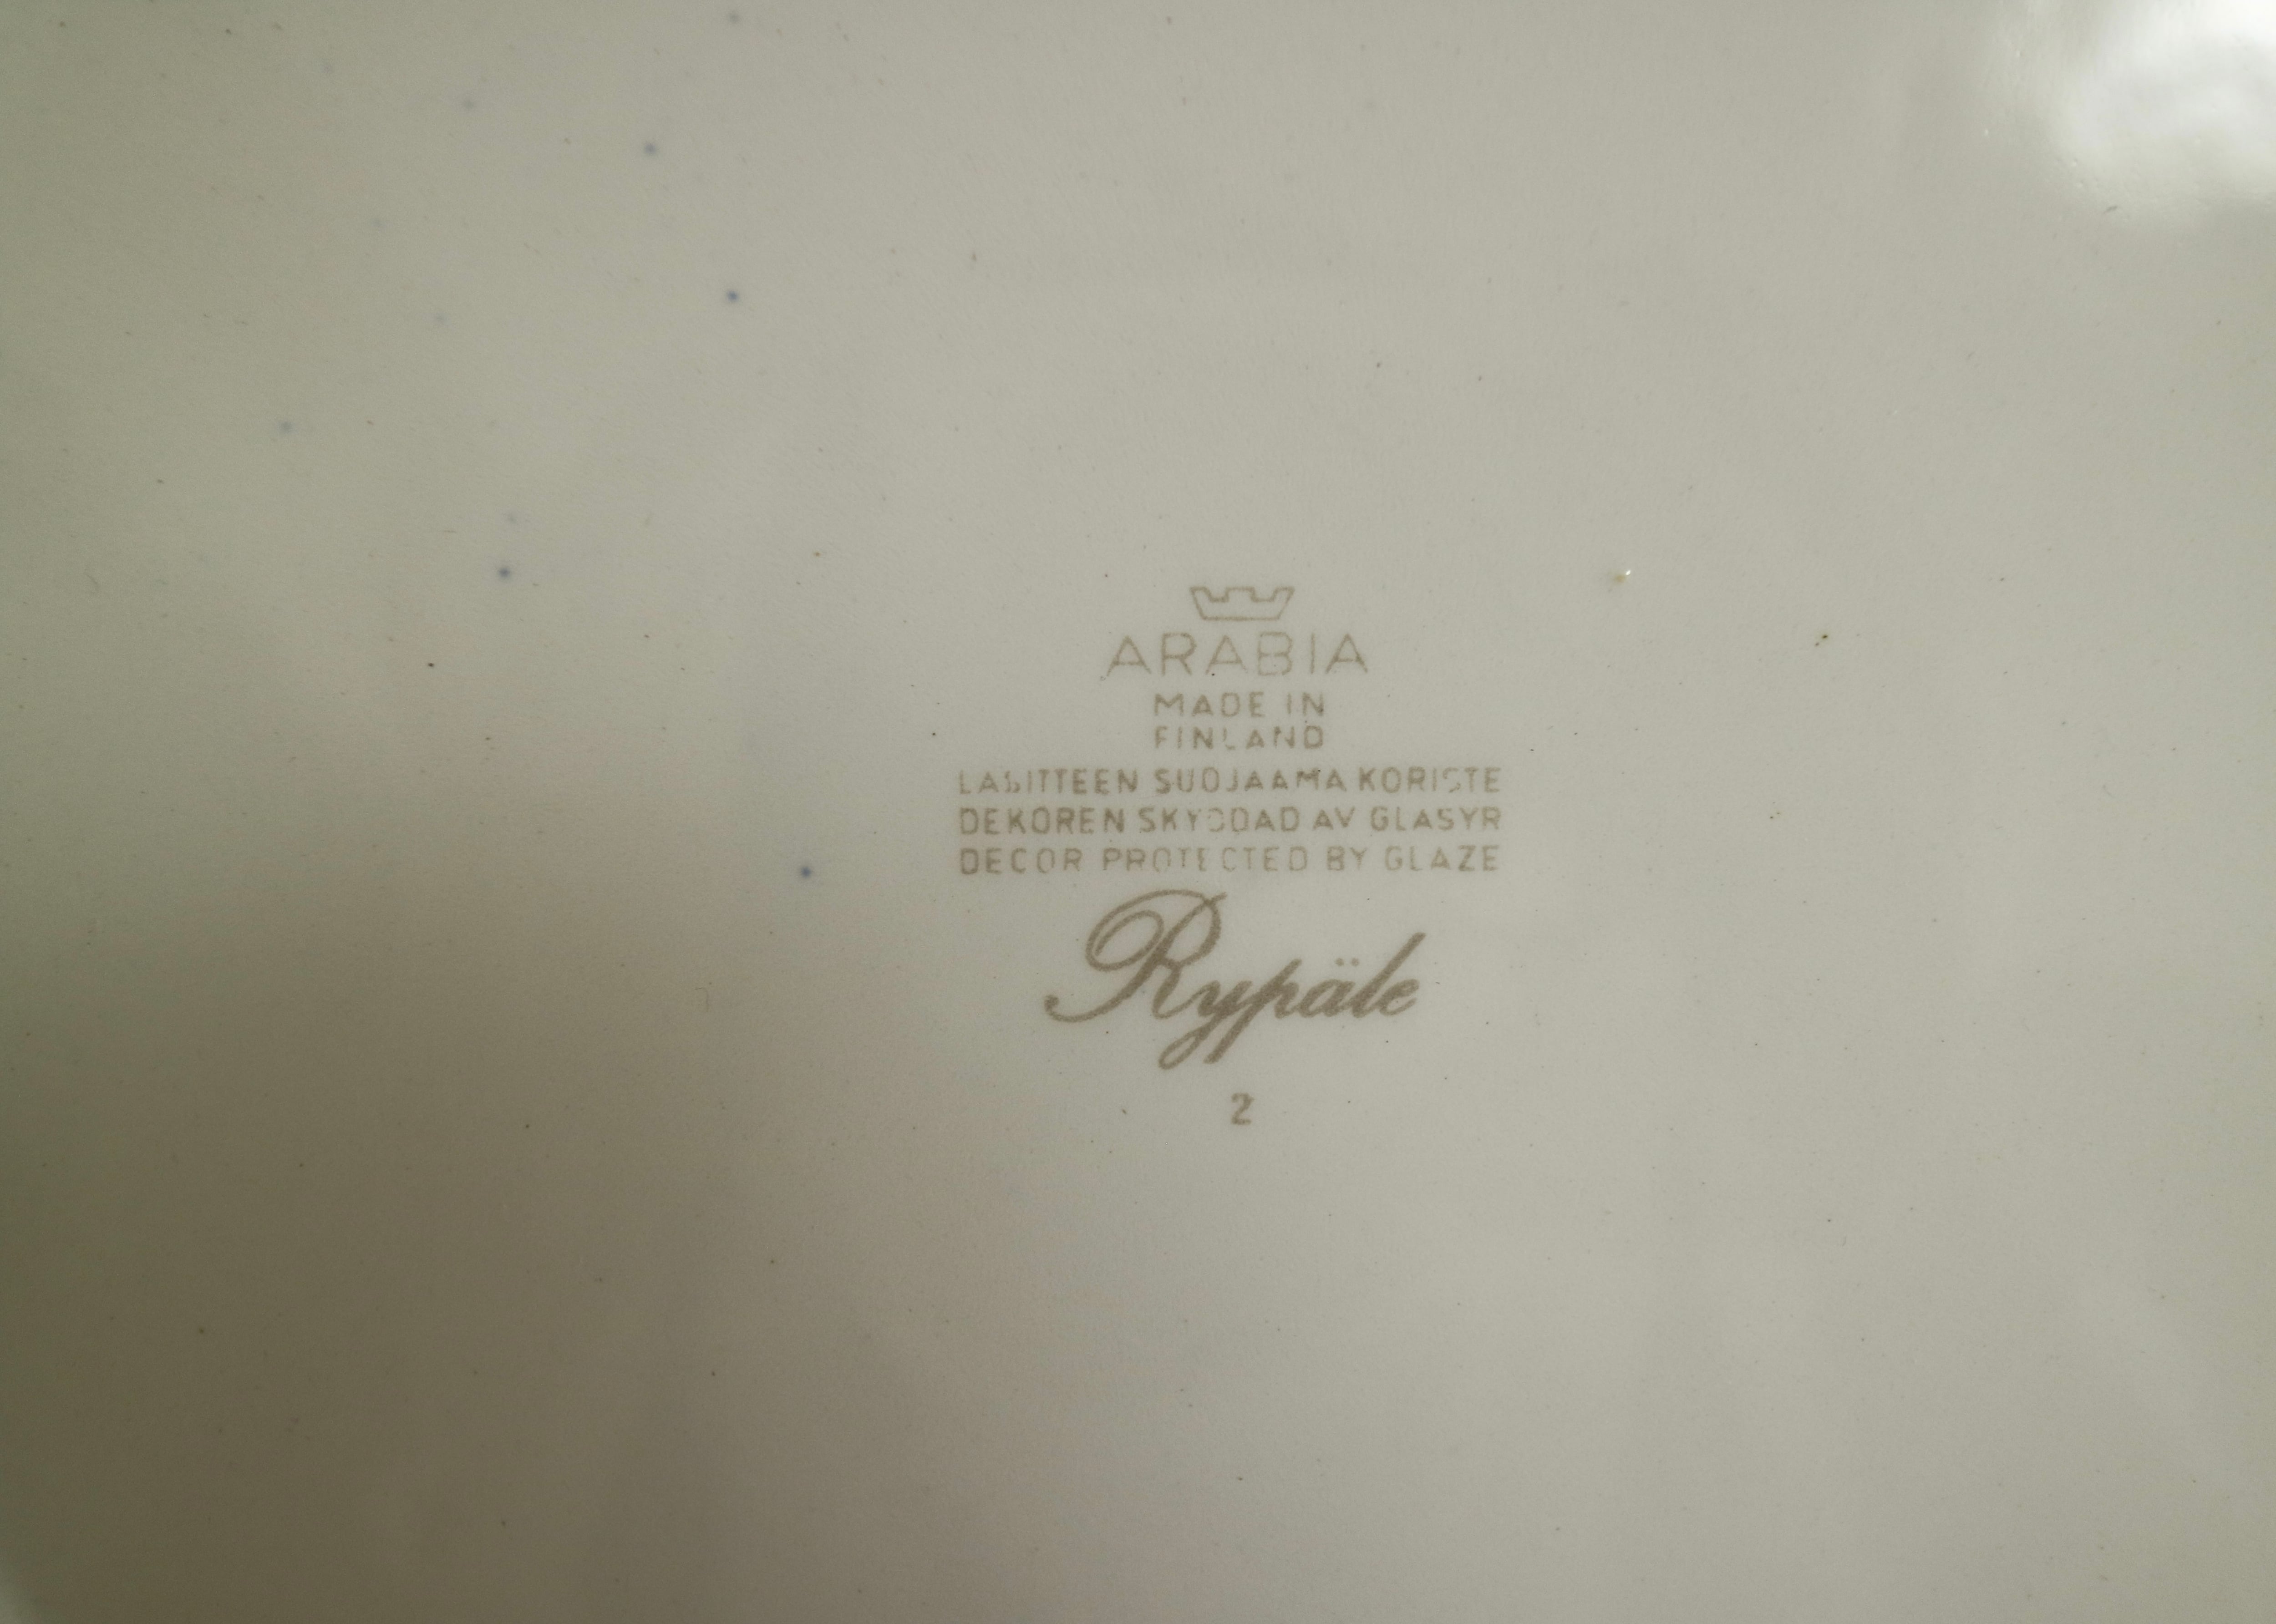 ARABIA
MADE IN
FINLAND
LASITTEEN SUOJAAMA KORISTE
DEKOREN SKYDDAD AV GLASYR
DECOR PROTECTED BY GLAZE
Rypäle
2